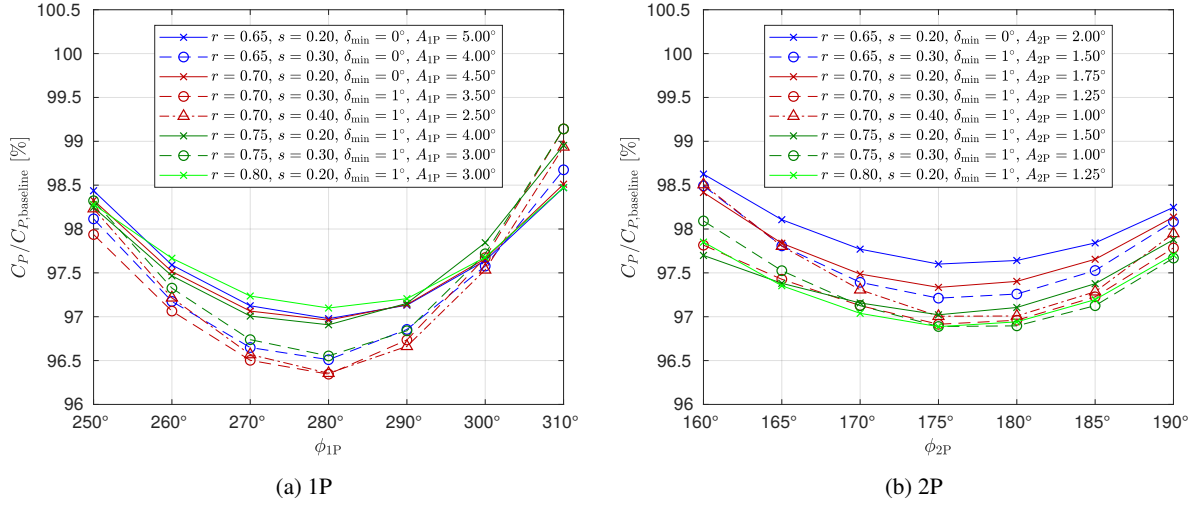 100.5
100
99.5
99
98.5
98
97.5
97
96.5
96
C_P/C_{P,baseline} [%]
r = 0.65, s = 0.20, δ_min = 0°, A_1P = 5.00°
r = 0.65, s = 0.30, δ_min = 0°, A_1P = 4.00°
r = 0.70, s = 0.20, δ_min = 0°, A_1P = 4.50°
r = 0.70, s = 0.30, δ_min = 1°, A_1P = 3.50°
r = 0.70, s = 0.40, δ_min = 1°, A_1P = 2.50°
r = 0.75, s = 0.20, δ_min = 1°, A_1P = 4.00°
r = 0.75, s = 0.30, δ_min = 1°, A_1P = 3.00°
r = 0.80, s = 0.20, δ_min = 1°, A_1P = 3.00°
250° 260° 270° 280° 290° 300° 310°
ϕ_1P
(a) 1P
100.5
100
99.5
99
98.5
98
97.5
97
96.5
96
C_P/C_{P,baseline} [%]
r = 0.65, s = 0.20, δ_min = 0°, A_2P = 2.00°
r = 0.65, s = 0.30, δ_min = 1°, A_2P = 1.50°
r = 0.70, s = 0.20, δ_min = 1°, A_2P = 1.75°
r = 0.70, s = 0.30, δ_min = 1°, A_2P = 1.25°
r = 0.70, s = 0.40, δ_min = 1°, A_2P = 1.00°
r = 0.75, s = 0.20, δ_min = 1°, A_2P = 1.50°
r = 0.75, s = 0.30, δ_min = 1°, A_2P = 1.00°
r = 0.80, s = 0.20, δ_min = 1°, A_2P = 1.25°
160° 165° 170° 175° 180° 185° 190°
ϕ_2P
(b) 2P